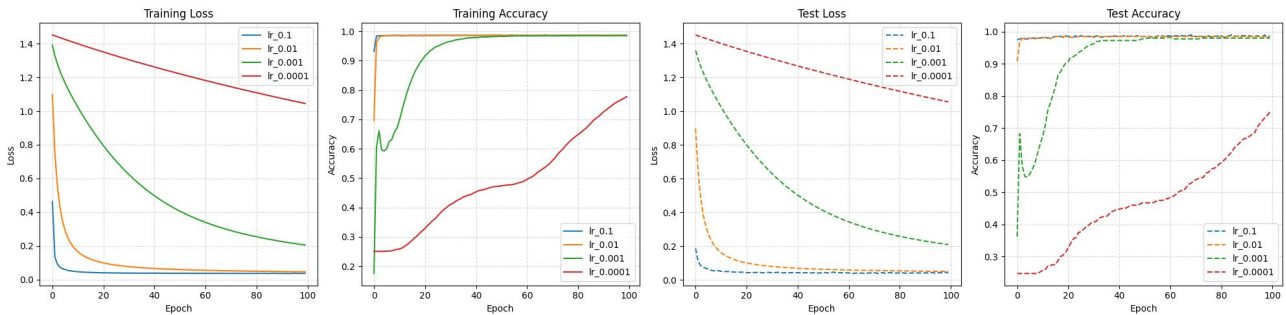 Training Loss
1.4
1.2
1.0
0.8
0.6
0.4
0.2
0.0
Loss
0 20 40 60 80 100
Epoch
lr_0.1
lr_0.01
lr_0.001
lr_0.0001
Training Accuracy
1.0
0.9
0.8
0.7
0.6
0.5
0.4
0.3
0.2
Accuracy
0 20 40 60 80 100
Epoch
lr_0.1
lr_0.01
lr_0.001
lr_0.0001
Test Loss
1.4
1.2
1.0
0.8
0.6
0.4
0.2
0.0
Loss
0 20 40 60 80 100
Epoch
lr_0.1
lr_0.01
lr_0.001
lr_0.0001
Test Accuracy
1.0
0.9
0.8
0.7
0.6
0.5
0.4
0.3
Accuracy
0 20 40 60 80 100
Epoch
lr_0.1
lr_0.01
lr_0.001
lr_0.0001